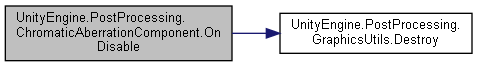 UnityEngine.PostProcessing.
ChromaticAberrationComponent.On
Disable
UnityEngine.PostProcessing.
GraphicsUtils.Destroy